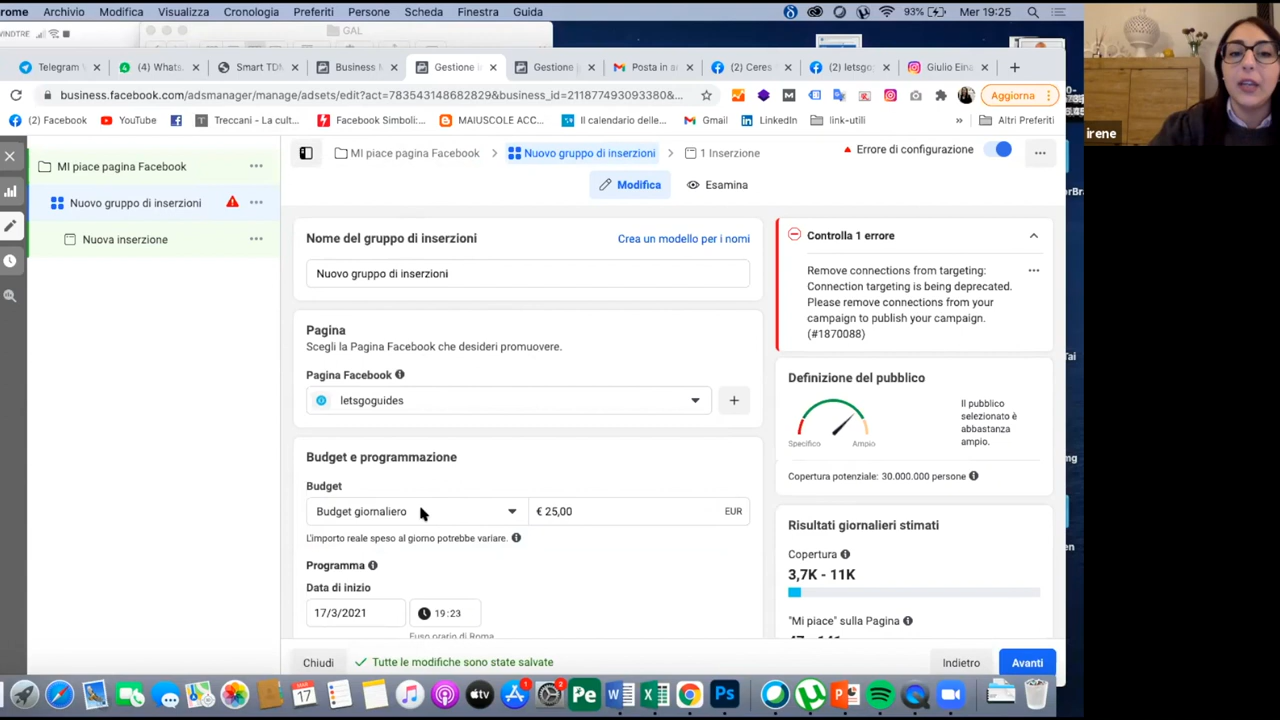 rome Archivio Modifica Visualizza Cronologia Preferiti Persone Scheda Finestra Guida 93% Mer 19:25
WINDTRE GAL
Telegram V (4) Whats. Smart TDM Business M Gestione i Gestione p Posta in a (2) Ceres (2) letsgo Giulio Eina
business.facebook.com/adsmanager/manage/adsets/edit?act=783543148682829&business_id=211877493093380&... Aggiorna
(2) Facebook YouTube Treccani - La cult... Facebook Simboli:... MAIUSCOLE ACC... Il calendario delle... Gmail LinkedIn link-utili » Altri Preferiti
irene
MI piace pagina Facebook
Nuovo gruppo di inserzioni
Nuova inserzione
MI piace pagina Facebook Nuovo gruppo di inserzioni 1 Inserzione Errore di configurazione
Modifica Esamina
Nome del gruppo di inserzioni Crea un modello per i nomi
Nuovo gruppo di inserzioni
Pagina
Scegli la Pagina Facebook che desideri promuovere.
Pagina Facebook
letsgoguides
Budget e programmazione
Budget
Budget giornaliero € 25,00 EUR
L'importo reale speso al giorno potrebbe variare.
Programma
Data di inizio
17/3/2021 19:23
Fuso orario di Roma
Controlla 1 errore
Remove connections from targeting:
Connection targeting is being deprecated.
Please remove connections from your
campaign to publish your campaign.
(#1870088)
Definizione del pubblico
Il pubblico
selezionato è
abbastanza
ampio.
Specifico Ampio
Copertura potenziale: 30.000.000 persone
Risultati giornalieri stimati
Copertura
3,7K - 11K
"Mi piace" sulla Pagina
Chiudi Tutte le modifiche sono state salvate Indietro Avanti